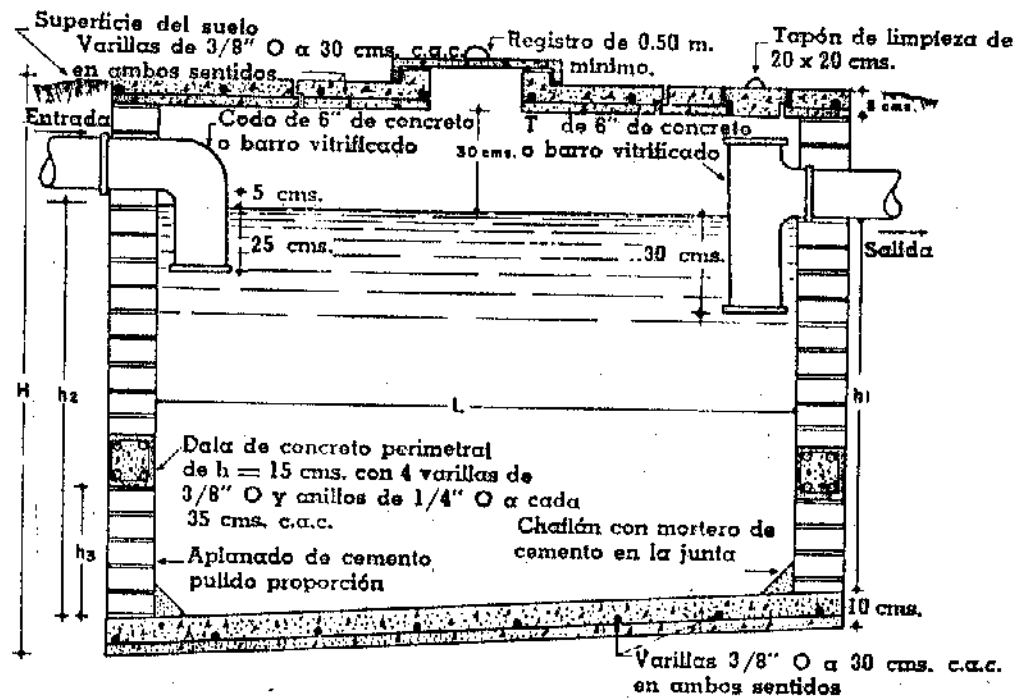 Superficie del suelo
Varillas de 3/8" O a 30 cms. c.a.c.
en ambos sentidos
Registro de 0.50 m.
minimo.
Tapón de limpieza de
20 x 20 cms.
8 cms.
Entrada
Codo de 6" de concreto
o barro vitrificado
30 cms.
T de 6" de concreto
o barro vitrificado
5 cms.
25 cms.
30 cms.
Salida
H
h2
L
h1
Dala de concreto perimetral
de h = 15 cms. con 4 varillas de
3/8" O y anillos de 1/4" O a cada
35 cms. c.a.c.
h3
Aplanado de cemento
pulido proporción
Chaflán con mortero de
cemento en la junta
10 cms.
Varillas 3/8" O a 30 cms. c.a.c.
en ambos sentidos